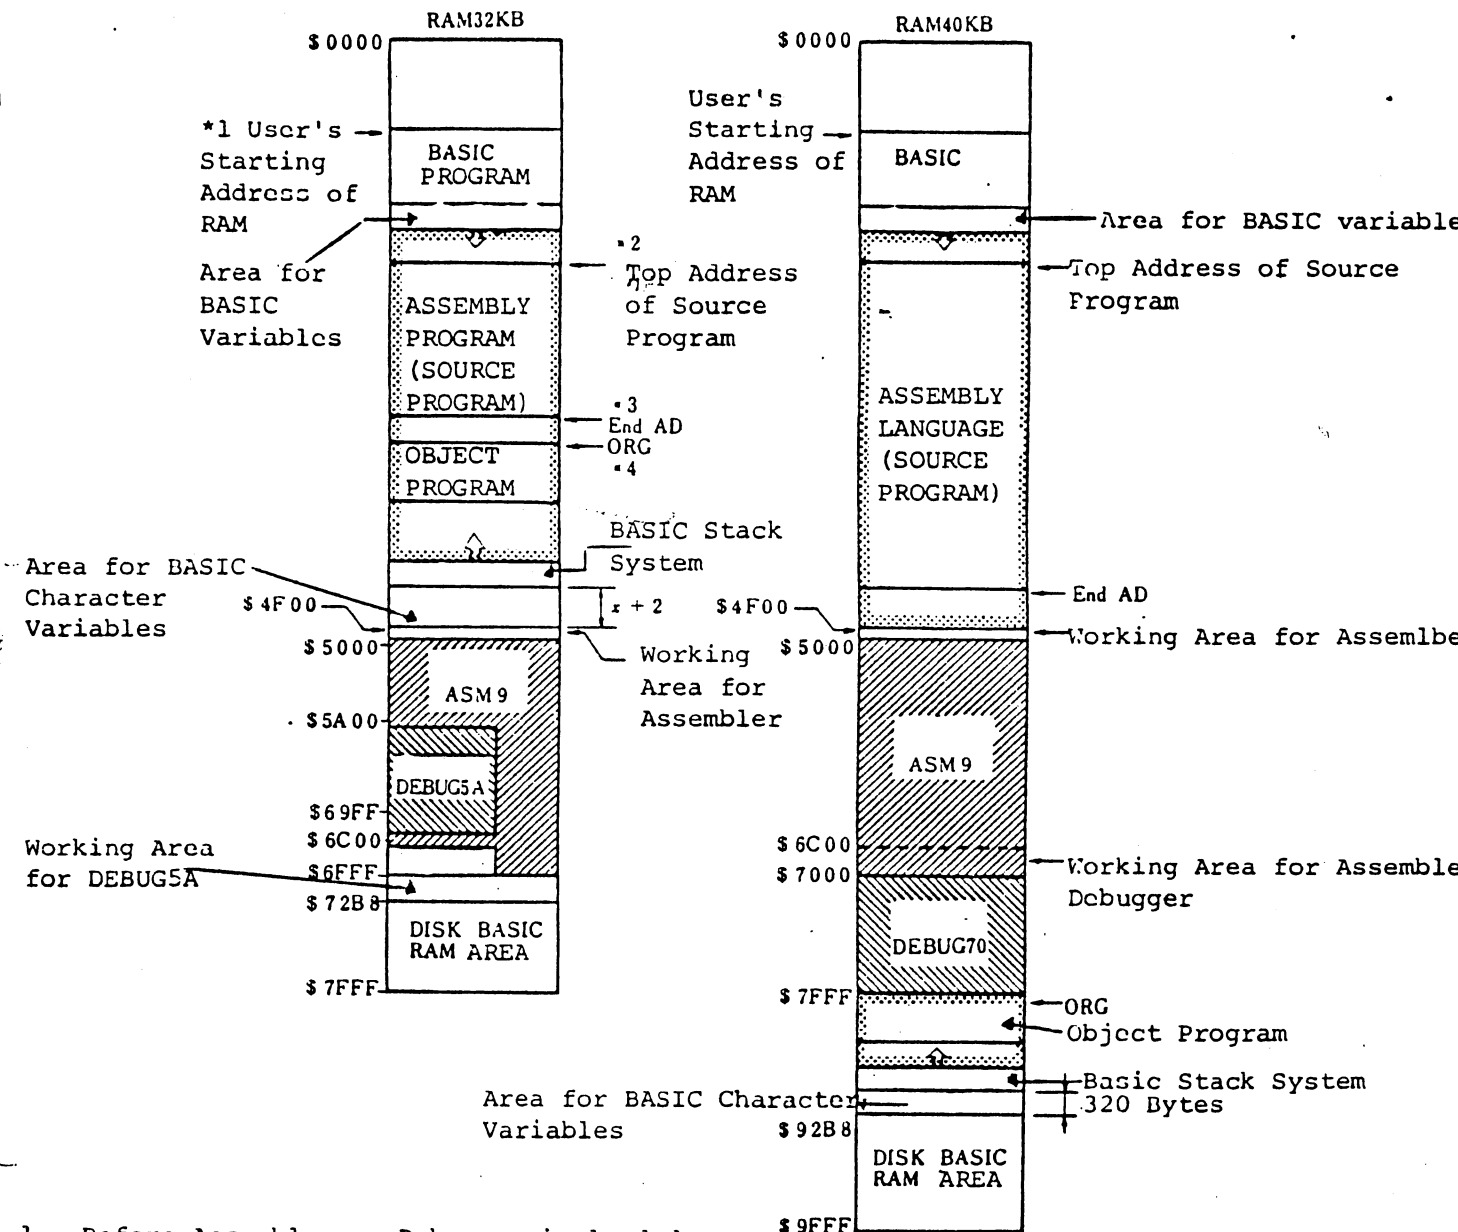 RAM32KB
$0000
*1 User's
Starting
Address of
RAM
BASIC
PROGRAM
Area for
BASIC
Variables
*2
Top Address
of Source
Program
ASSEMBLY
PROGRAM
(SOURCE
PROGRAM)
*3
End AD
ORG
*4
OBJECT
PROGRAM
BASIC Stack
System
Area for BASIC
Character
Variables
x + 2
$4F00
$5000
Working
Area for
Assembler
ASM9
$5A00
DEBUG5A
$69FF
$6C00
Working Area
for DEBUG5A
$6FFF
$72B8
DISK BASIC
RAM AREA
$7FFF
RAM40KB
$0000
User's
Starting
Address of
RAM
BASIC
Area for BASIC variable
Top Address of Source
Program
ASSEMBLY
LANGUAGE
(SOURCE
PROGRAM)
End AD
$4F00
Working Area for Assemlbe
$5000
ASM9
$6C00
Working Area for Assemble
Debugger
$7000
DEBUG70
$7FFF
ORG
Object Program
Basic Stack System
320 Bytes
Area for BASIC Character
Variables
$92B8
DISK BASIC
RAM AREA
$9FFF